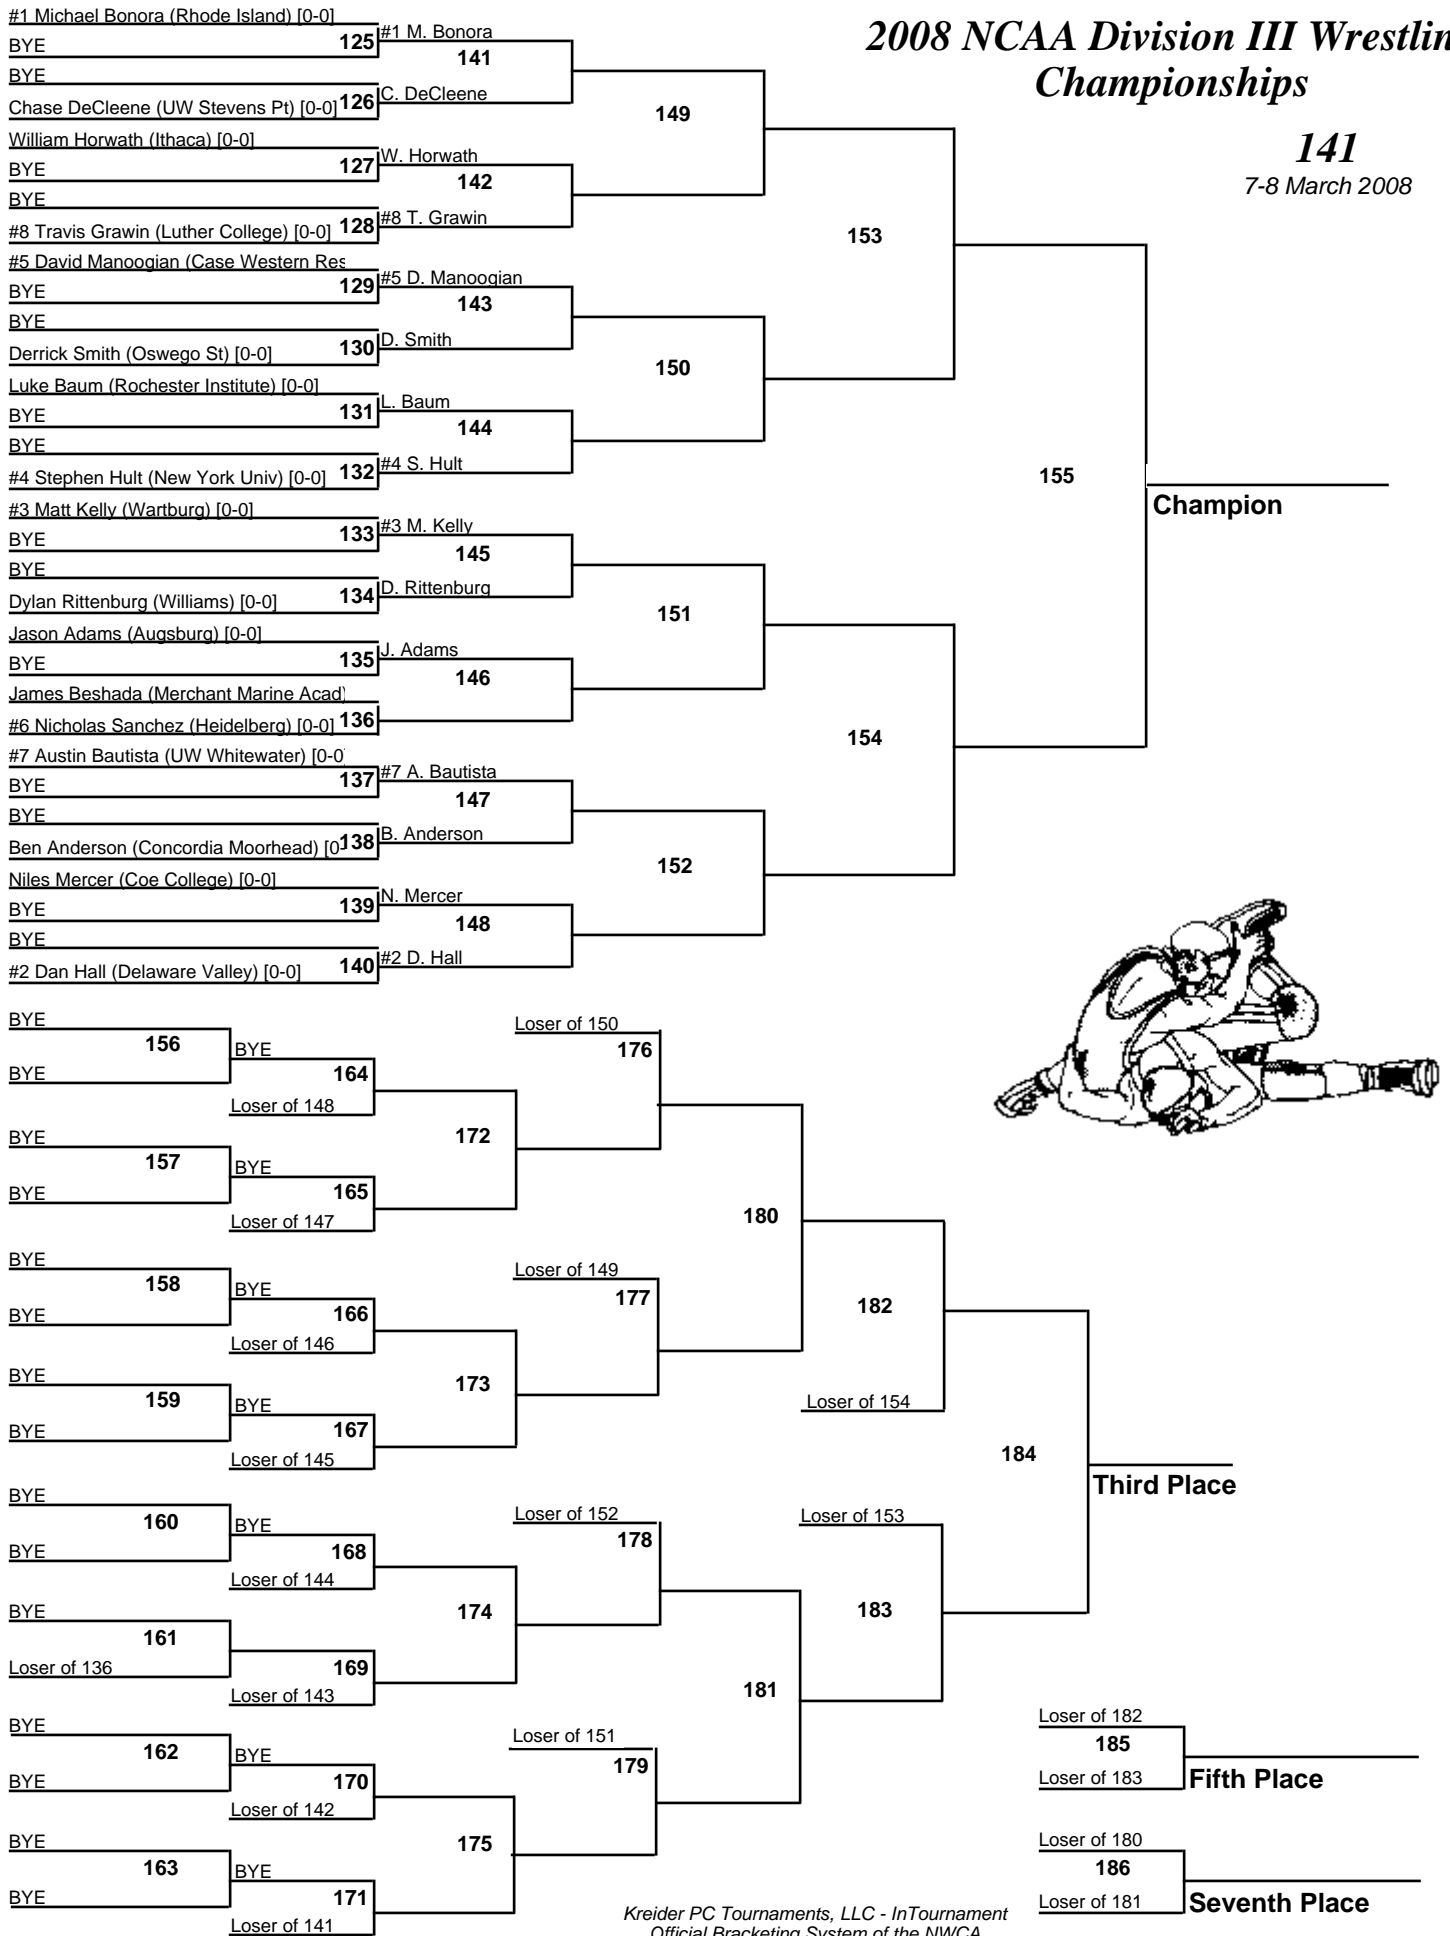 2008 NCAA Division III Wrestlin
Championships
141
7-8 March 2008
#1 Michael Bonora (Rhode Island) [0-0]
BYE
125
#1 M. Bonora
141
BYE
Chase DeCleene (UW Stevens Pt) [0-0]
126
C. DeCleene
149
William Horwath (Ithaca) [0-0]
BYE
127
W. Horwath
142
BYE
#8 Travis Grawin (Luther College) [0-0]
128
#8 T. Grawin
153
#5 David Manoogian (Case Western Res
BYE
129
#5 D. Manoogian
143
BYE
Derrick Smith (Oswego St) [0-0]
130
D. Smith
150
Luke Baum (Rochester Institute) [0-0]
BYE
131
L. Baum
144
BYE
#4 Stephen Hult (New York Univ) [0-0]
132
#4 S. Hult
155
Champion
#3 Matt Kelly (Wartburg) [0-0]
BYE
133
#3 M. Kelly
145
BYE
Dylan Rittenburg (Williams) [0-0]
134
D. Rittenburg
151
Jason Adams (Augsburg) [0-0]
BYE
135
J. Adams
146
James Beshada (Merchant Marine Acad)
#6 Nicholas Sanchez (Heidelberg) [0-0]
136
154
#7 Austin Bautista (UW Whitewater) [0-0]
BYE
137
#7 A. Bautista
147
BYE
Ben Anderson (Concordia Moorhead) [0-
138
B. Anderson
152
Niles Mercer (Coe College) [0-0]
BYE
139
N. Mercer
148
BYE
#2 Dan Hall (Delaware Valley) [0-0]
140
#2 D. Hall
BYE
156
BYE
BYE
164
Loser of 148
172
Loser of 150
176
BYE
157
BYE
BYE
165
Loser of 147
180
BYE
158
BYE
BYE
166
Loser of 146
173
Loser of 149
177
182
BYE
159
BYE
BYE
167
Loser of 145
Loser of 154
184
Third Place
BYE
160
BYE
BYE
168
Loser of 144
174
Loser of 152
178
Loser of 153
183
BYE
161
Loser of 136
169
Loser of 143
181
BYE
162
BYE
BYE
170
Loser of 142
175
Loser of 151
179
BYE
163
BYE
BYE
171
Loser of 141
Loser of 182
185
Loser of 183
Fifth Place
Loser of 180
186
Loser of 181
Seventh Place
Kreider PC Tournaments, LLC - InTournament
Official Bracketing System of the NWCA